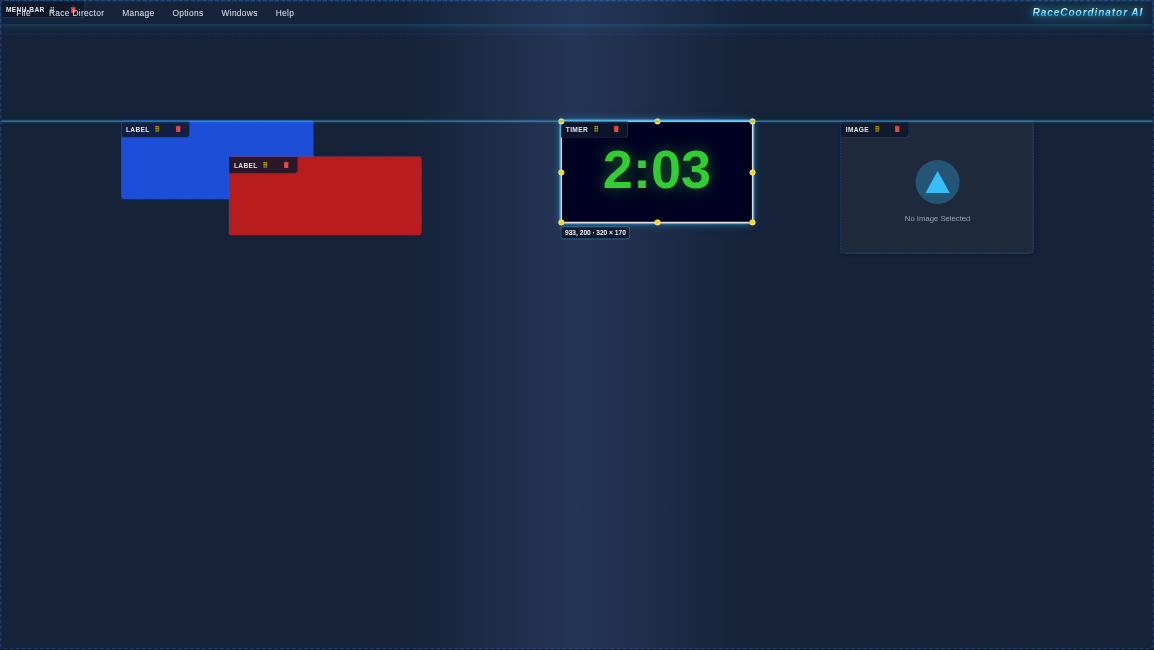 MENU BAR
File Race Director Manage Options Windows Help
RaceCoordinator AI
LABEL
LABEL
TIMER
2:03
933, 200 · 320 × 170
IMAGE
No Image Selected